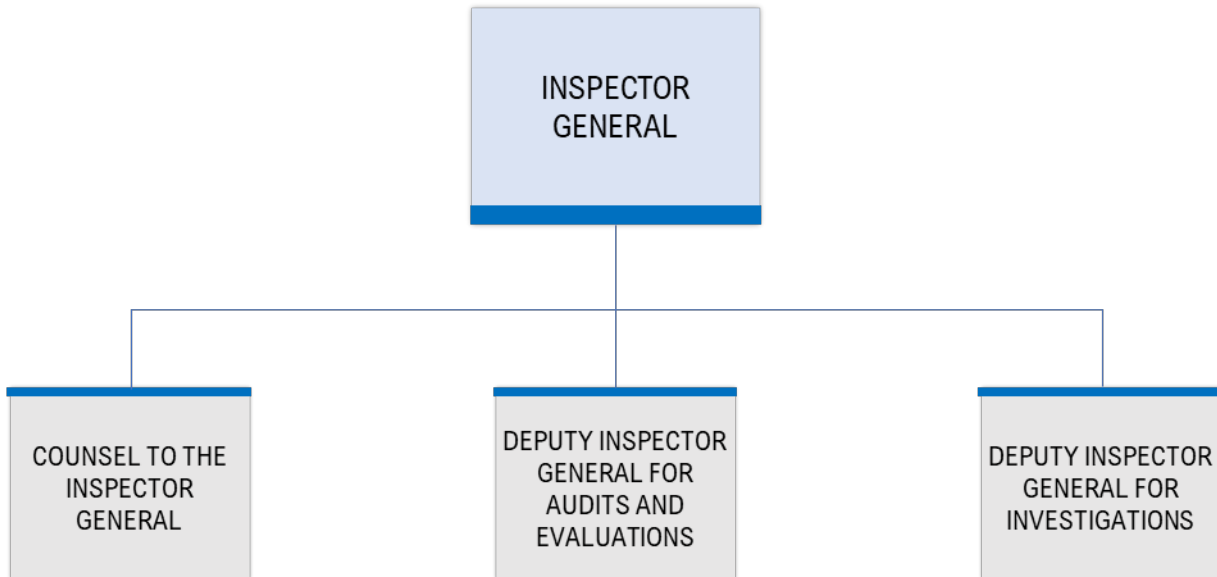 INSPECTOR
GENERAL
COUNSEL TO THE
INSPECTOR
GENERAL
DEPUTY INSPECTOR
GENERAL FOR
AUDITS AND
EVALUATIONS
DEPUTY INSPECTOR
GENERAL FOR
INVESTIGATIONS